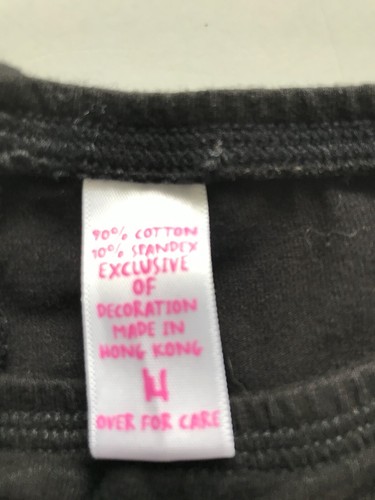 90% COTTON
10% SPANDEX
EXCLUSIVE
OF
DECORATION
MADE IN
HONG KONG
OVER FOR CARE